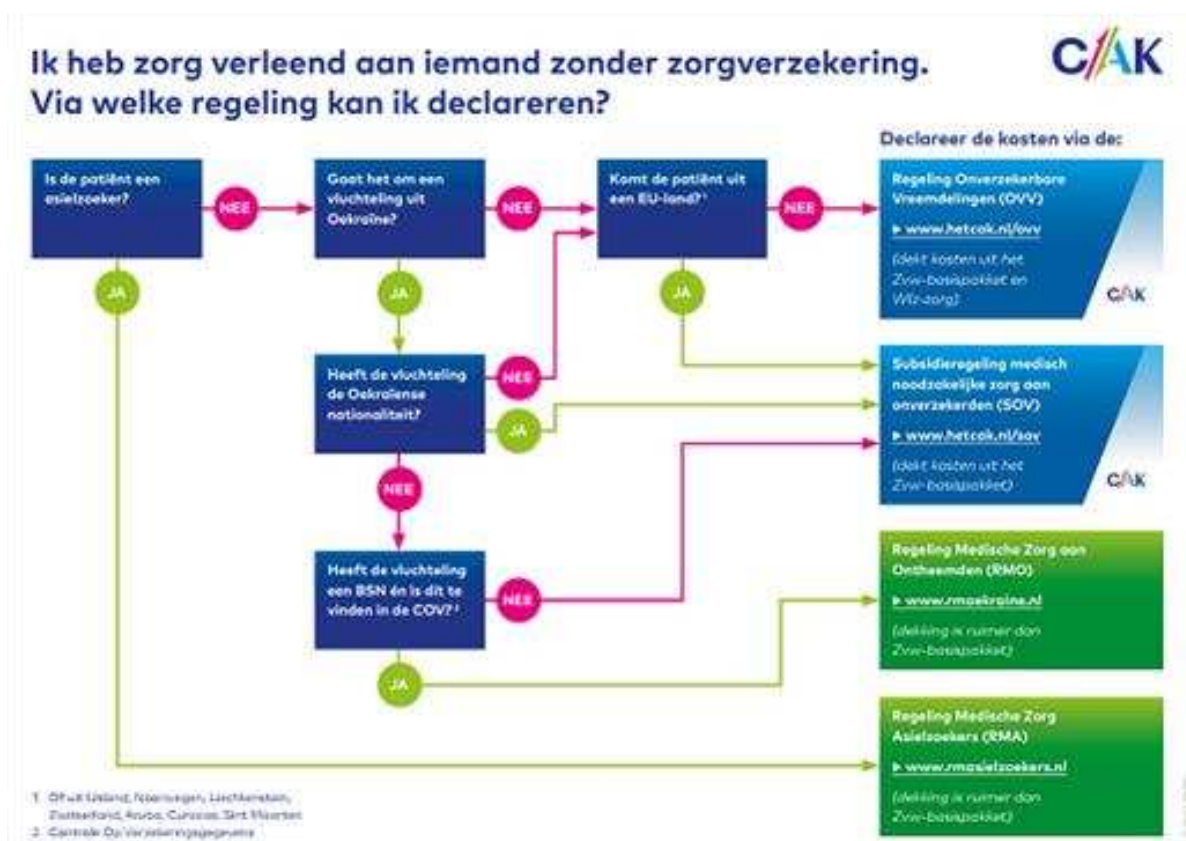 CAK
Ik heb zorg verleend aan iemand zonder zorgverzekering.
Via welke regeling kan ik declareren?
Declareer de kosten via de:
Is de patiënt een
asielzoeker?
NEE
Gaat het om een
vluchteling uit
Oekraïne?
NEE
Komt de patiënt uit
een EU-land?¹
NEE
Regeling Onverzekerbare
Vreemdelingen (OVV)
www.hetcak.nl/ovv
(dekt kosten uit het
Zvw-basispakket en
Wlz-zorg)
CAK
JA
JA
JA
Heeft de vluchteling
de Oekraïense
nationaliteit?
NEE
JA
Subsidieregeling medisch
noodzakelijke zorg aan
onverzekerden (SOV)
www.hetcak.nl/sov
(dekt kosten uit het
Zvw-basispakket)
CAK
NEE
Heeft de vluchteling
een BSN én is dit te
vinden in de COV?²
NEE
JA
Regeling Medische Zorg aan
Ontheemden (RMO)
www.rmoekraine.nl
(dekking is ruimer dan
Zvw-basispakket)
Regeling Medische Zorg
Asielzoekers (RMA)
www.rmasielzoekers.nl
(dekking is ruimer dan
Zvw-basispakket)
1 Of uit IJsland, Noorwegen, Liechtenstein,
Zwitserland, Aruba, Curacao, Sint Maarten
2 Controle Op Verzekeringsgegevens